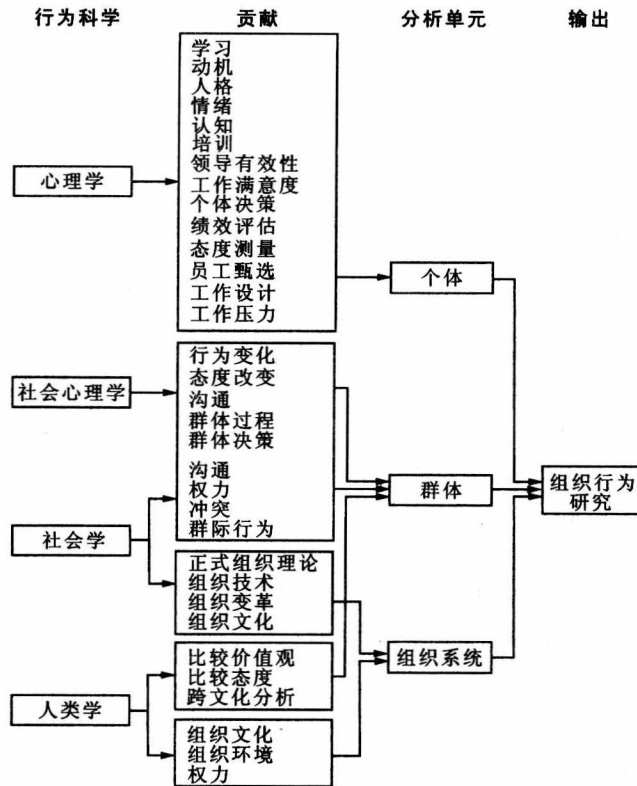 行为科学 贡献 分析单元 输出
学习
动机
人格
情绪
认知
培训
领导有效性
心理学
工作满意度
个体决策
绩效评估
态度测量
员工甄选
个体
工作设计
工作压力
行为变化
态度改变
社会心理学
沟通
群体过程
群体决策
沟通
权力
冲突
群际行为
群体
组织行为
研究
社会学
正式组织理论
组织技术
组织变革
组织文化
比较价值观
比较态度
跨文化分析
组织系统
人类学
组织文化
组织环境
权力